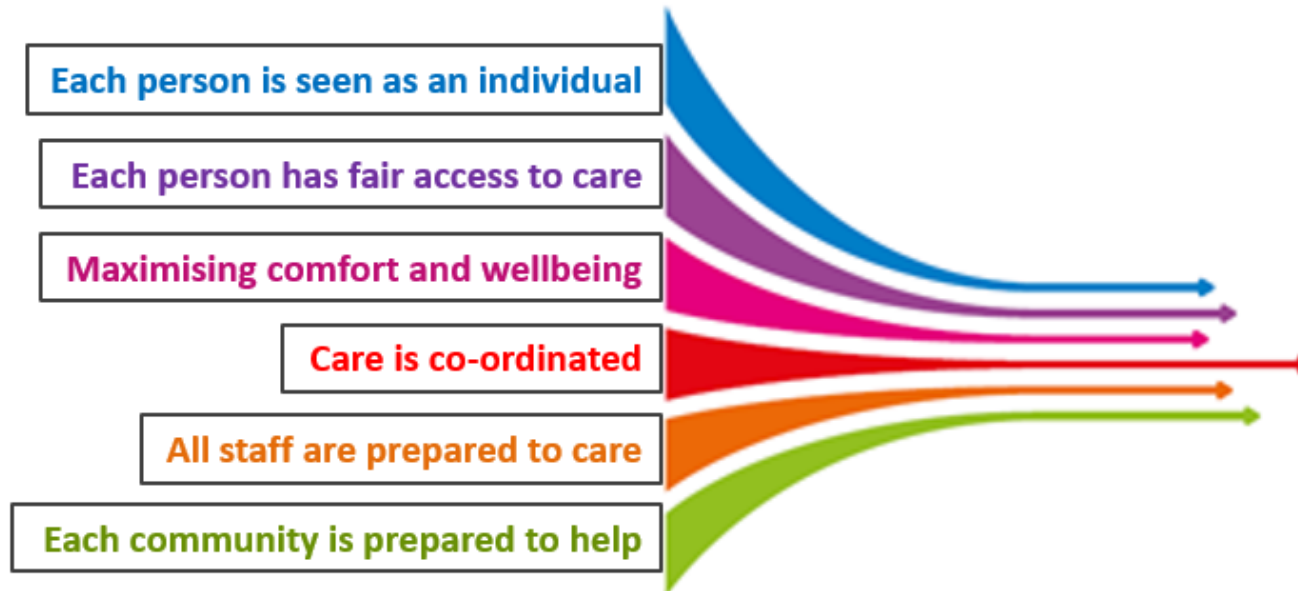 Each person is seen as an individual
Each person has fair access to care
Maximising comfort and wellbeing
Care is co-ordinated
All staff are prepared to care
Each community is prepared to help